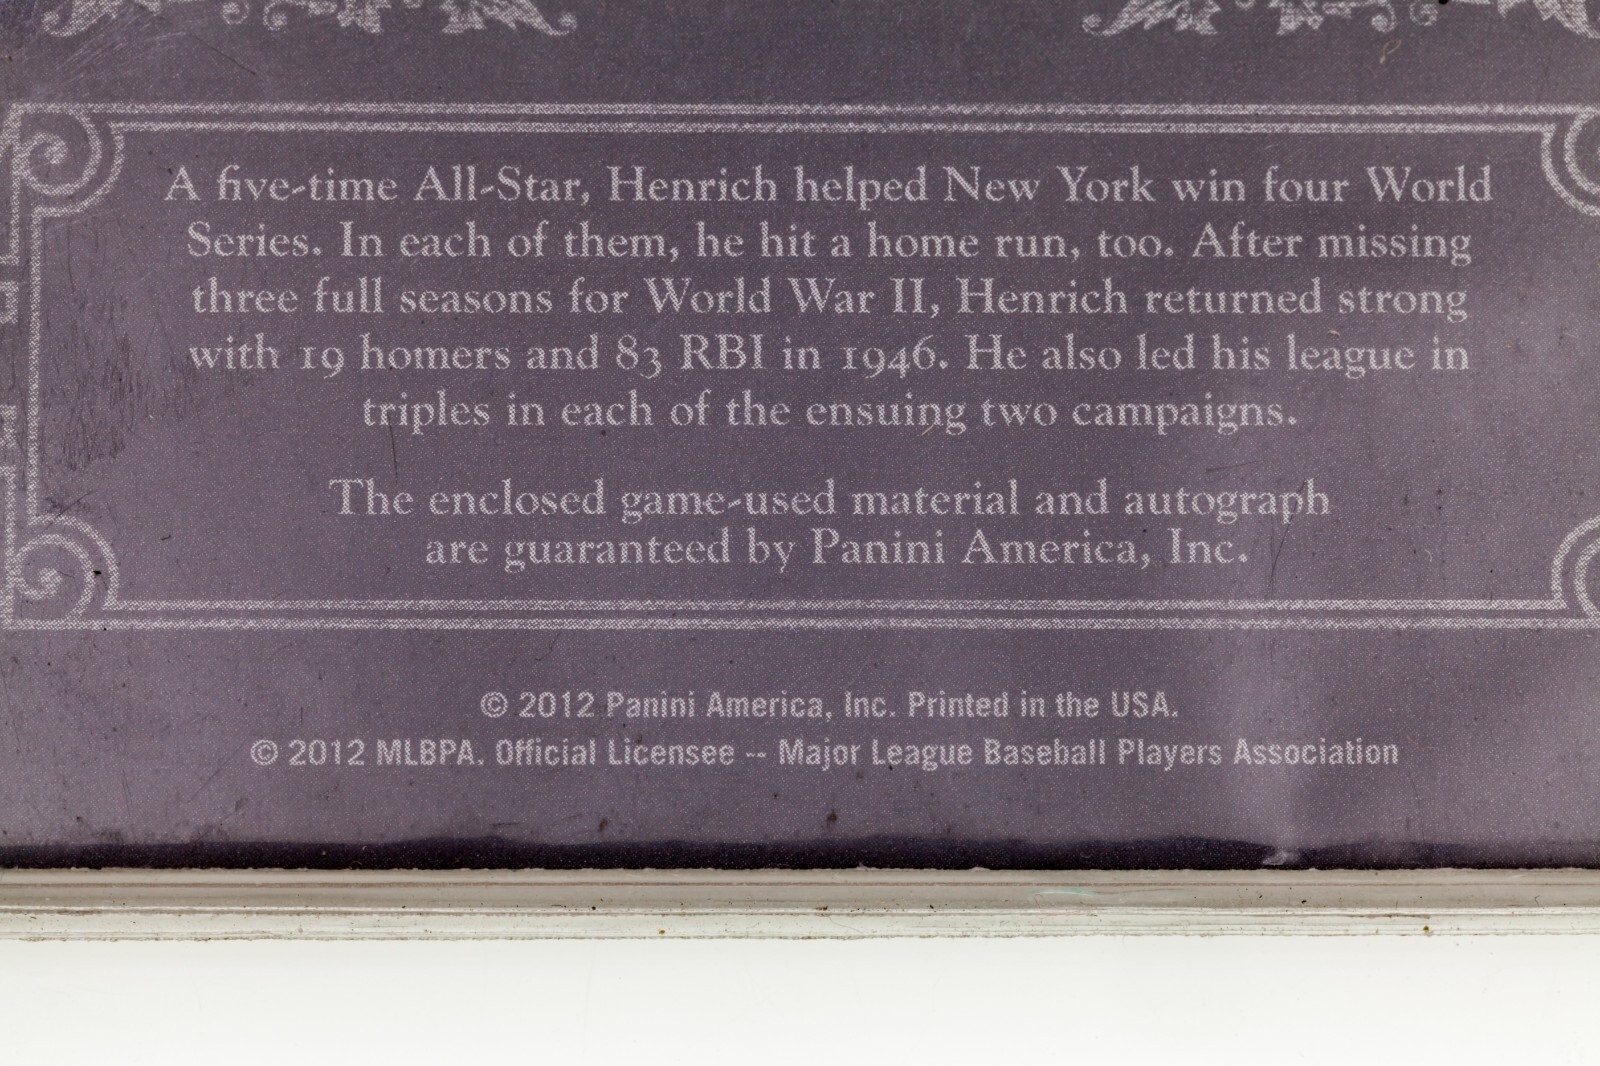 A five-time All-Star, Henrich helped New York win four World
Series. In each of them, he hit a home run, too. After missing
three full seasons for World War II, Henrich returned strong
with 19 homers and 83 RBI in 1946. He also led his league in
triples in each of the ensuing two campaigns.
The enclosed game-used material and autograph
are guaranteed by Panini America, Inc.
© 2012 Panini America, Inc. Printed in the USA.
© 2012 MLBPA. Official Licensee -- Major League Baseball Players Association